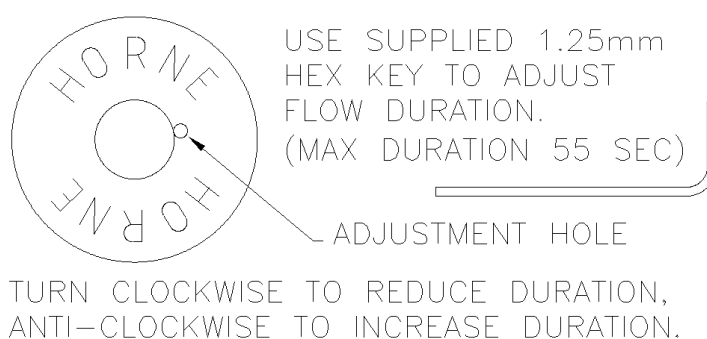 HORNE
HORNE
USE SUPPLIED 1.25mm
HEX KEY TO ADJUST
FLOW DURATION.
(MAX DURATION 55 SEC)
ADJUSTMENT HOLE
TURN CLOCKWISE TO REDUCE DURATION,
ANTI-CLOCKWISE TO INCREASE DURATION.